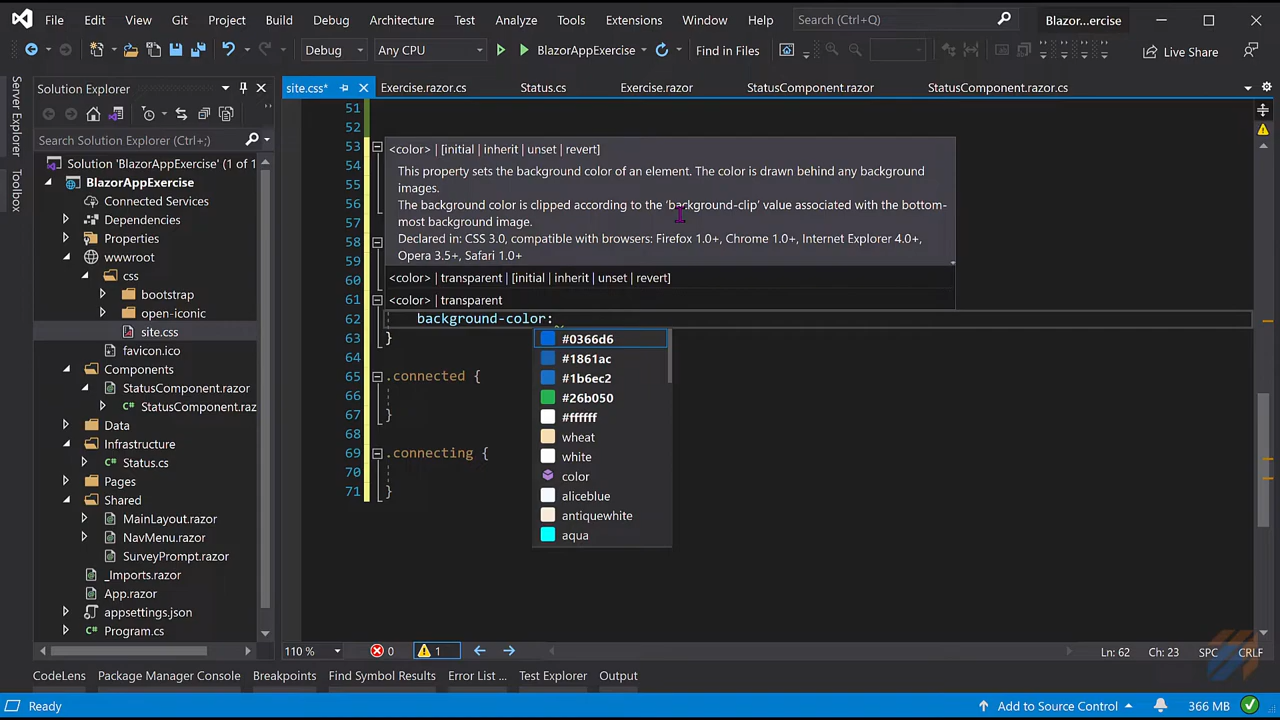 File Edit View Git Project Build Debug Architecture Test Analyze Tools Extensions Window Help Search (Ctrl+Q) Blazor...ercise
Debug Any CPU BlazorAppExercise Find in Files Live Share
Server Explorer
Toolbox
Solution Explorer
Search Solution Explorer (Ctrl+;)
Solution 'BlazorAppExercise' (1 of 1)
BlazorAppExercise
Connected Services
Dependencies
Properties
wwwroot
css
bootstrap
open-iconic
site.css
favicon.ico
Components
StatusComponent.razor
C# StatusComponent.raz
Data
Infrastructure
C# Status.cs
Pages
Shared
MainLayout.razor
NavMenu.razor
SurveyPrompt.razor
_Imports.razor
App.razor
appsettings.json
C# Program.cs
site.css* Exercise.razor.cs Status.cs Exercise.razor StatusComponent.razor StatusComponent.razor.cs
51
52
53
54
55
56
57
58
59
60
61
62 background-color:
63 }
64
65 .connected {
66
67 }
68
69 .connecting {
70
71 }
<color> | [initial | inherit | unset | revert]
This property sets the background color of an element. The color is drawn behind any background
images.
The background color is clipped according to the ‘background-clip’ value associated with the bottom-
most background image.
Declared in: CSS 3.0, compatible with browsers: Firefox 1.0+, Chrome 1.0+, Internet Explorer 4.0+,
Opera 3.5+, Safari 1.0+
<color> | transparent | [initial | inherit | unset | revert]
<color> | transparent
#0366d6
#1861ac
#1b6ec2
#26b050
#ffffff
wheat
white
color
aliceblue
antiquewhite
aqua
110 % 0 1 Ln: 62 Ch: 23 SPC CRLF
CodeLens Package Manager Console Breakpoints Find Symbol Results Error List ... Test Explorer Output
Ready Add to Source Control 366 MB